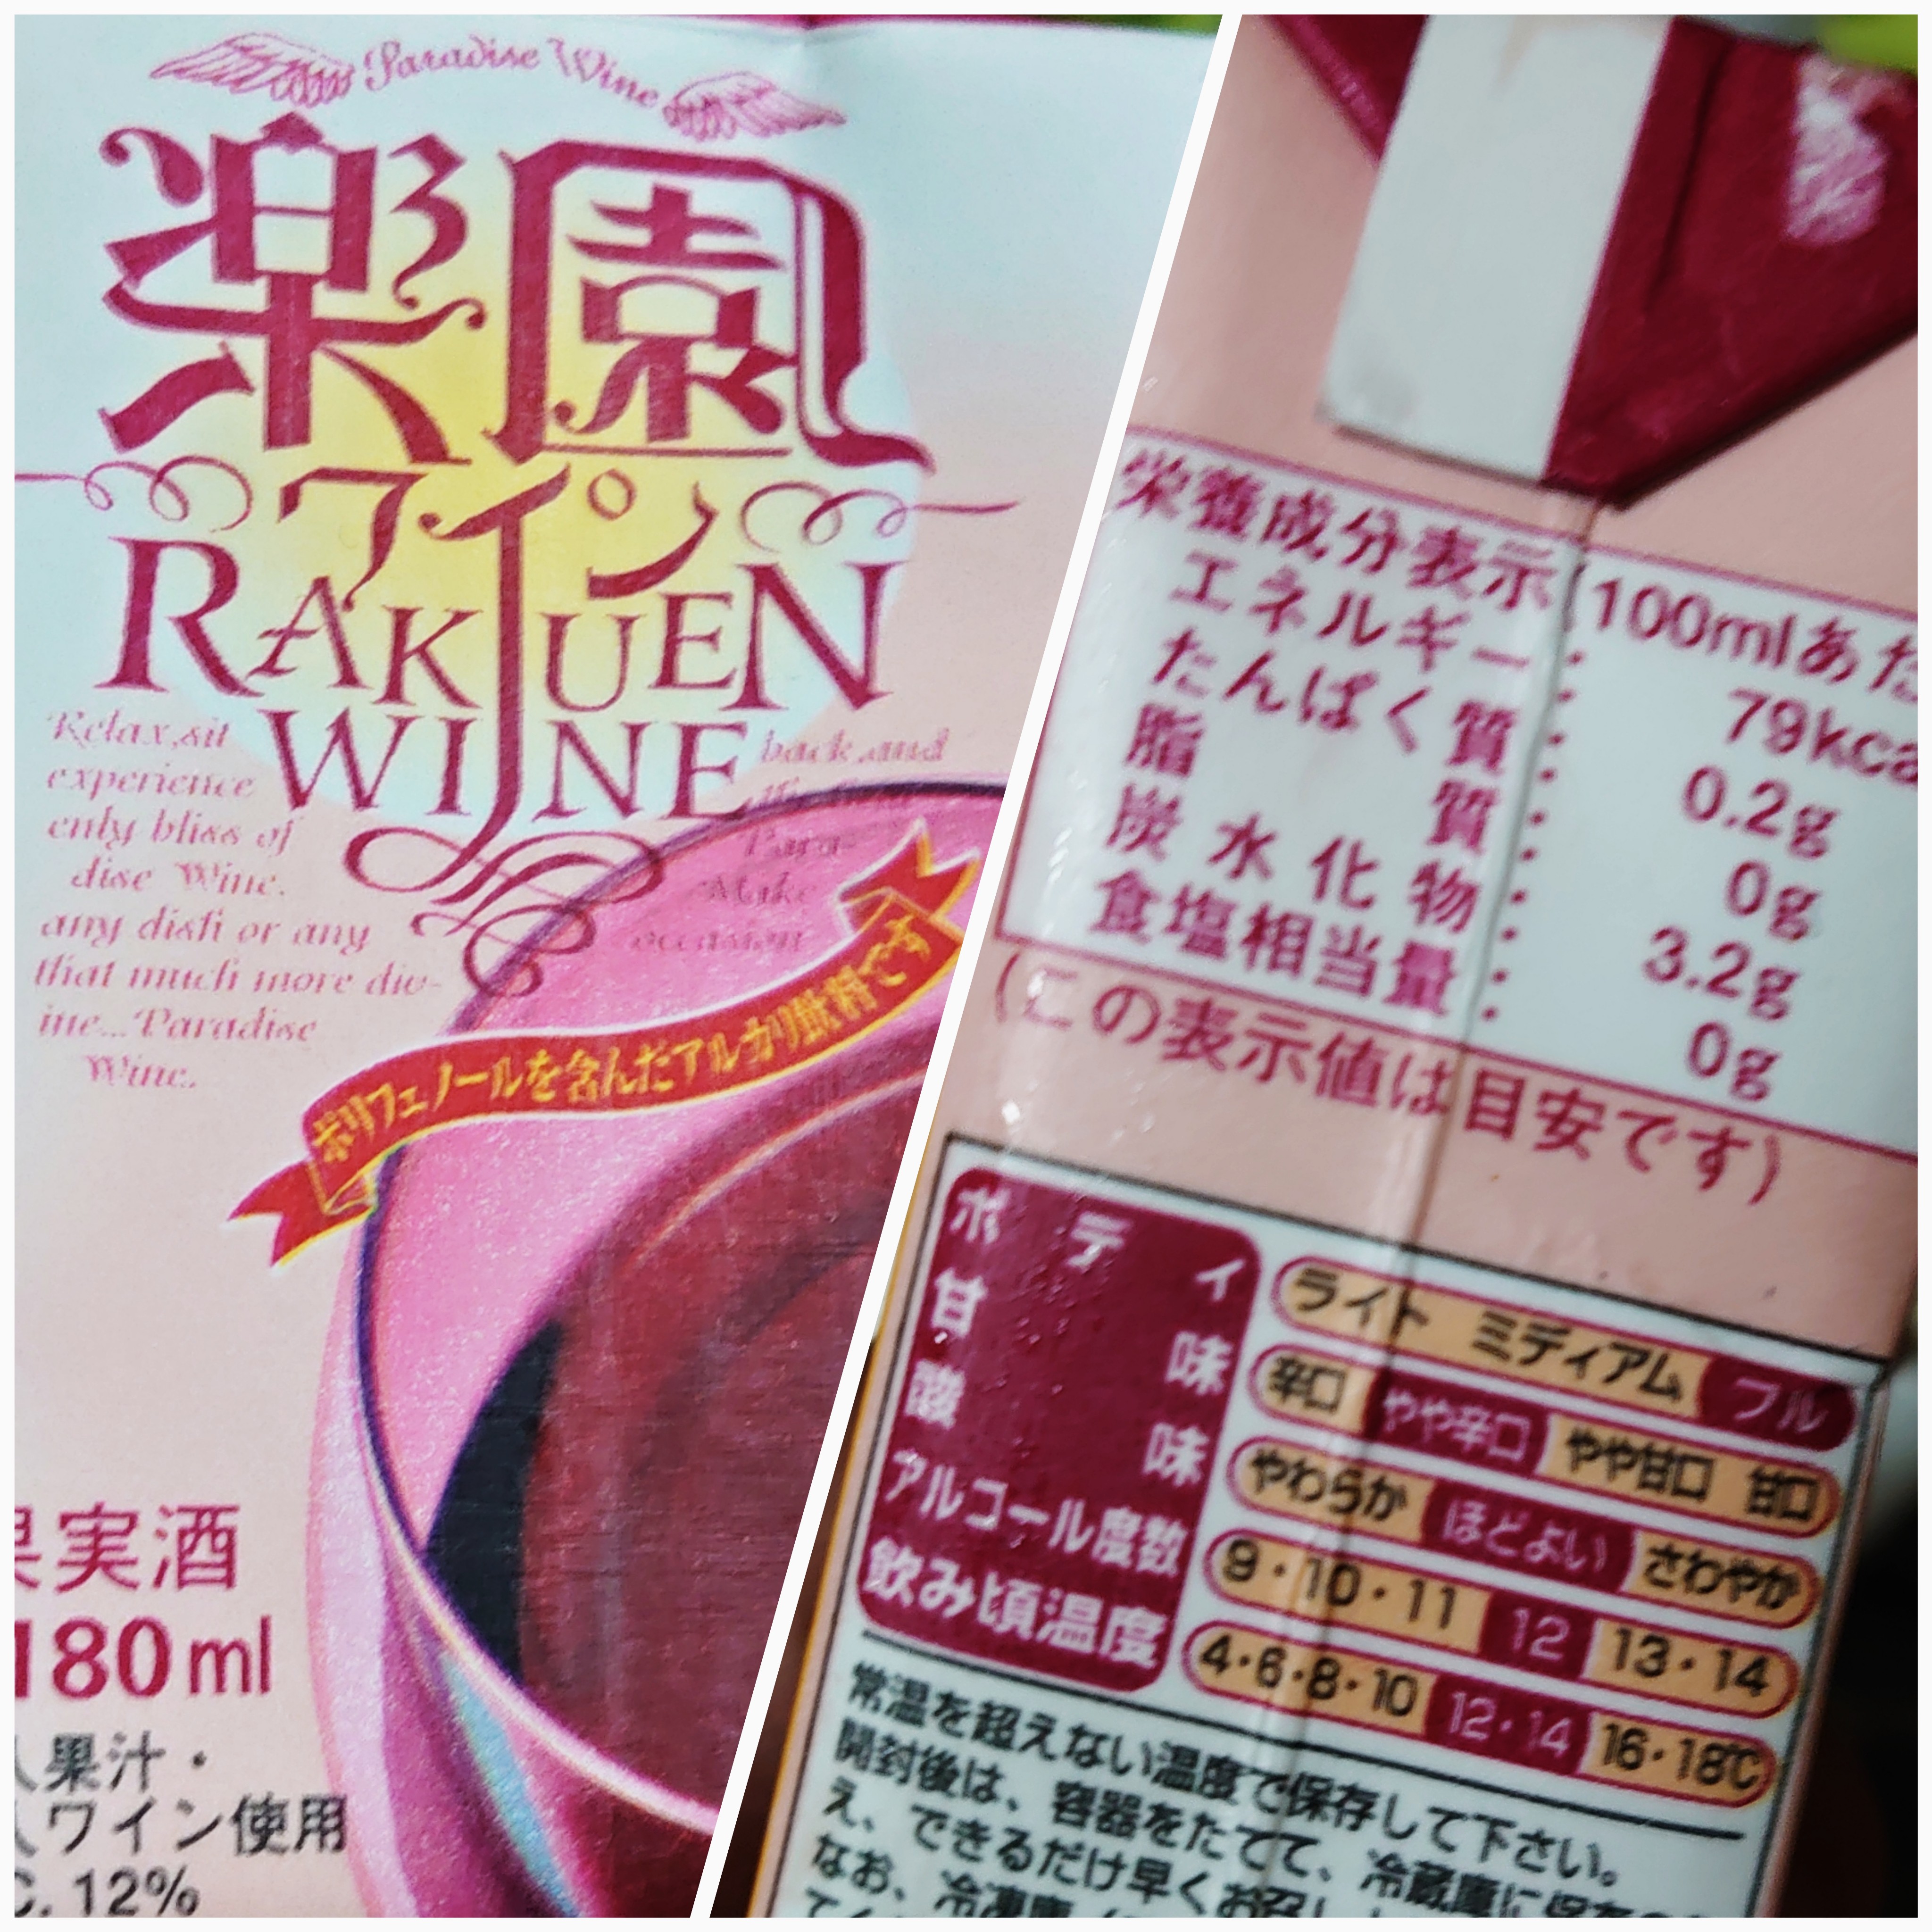 Paradise Wine
楽園
ワイン
RAKUEN
WINE
Relax, sit back and
experience
enly bliss of Para-
dise Wine. Make
any dish or any occasion
that much more div-
ine...Paradise
Wine.
ポリフェノールを含んだアルカリ飲料です
果実酒
180ml
果汁・
ワイン使用
12%
栄養成分表示 100mlあた
エネルギー : 79kca
たんぱく質 : 0.2g
脂質 : 0g
炭水化物 : 3.2g
食塩相当量 : 0g
(この表示値は目安です)
ボディ ライト ミディアム フル
甘味 辛口 やや辛口 やや甘口 甘口
酸味 やわらか ほどよい さわやか
アルコール度数 9・10・11 12 13・14
飲み頃温度 4・6・8・10 12・14 16・18℃
常温を超えない温度で保存して下さい。
開封後は、容器をたてて、冷蔵庫に保存
え、できるだけ早くお召し
なお、冷凍庫